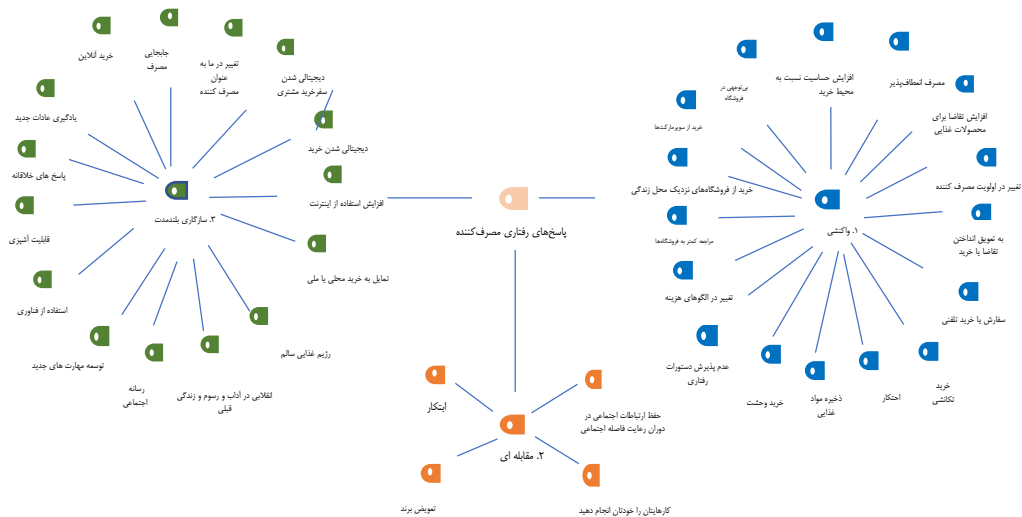 پاسخ‌های رفتاری مصرف‌کننده
۱. واکنشی
افزایش حساسیت نسبت به
محیط خرید
مصرف انعطاف‌پذیر
افزایش تقاضا برای
محصولات غذایی
تغییر در اولویت مصرف کننده
به تعویق انداختن
تقاضا یا خرید
سفارش یا خرید تلفنی
خرید
تکانشی
احتکار
ذخیره مواد
غذایی
خرید وحشت
عدم پذیرش دستورات
رفتاری
تغییر در الگوهای هزینه
مراجعه کمتر به فروشگاه‌ها
خرید از فروشگاه‌های نزدیک محل زندگی
خرید از سوپرمارکت‌ها
بی‌توجهی در
فروشگاه
۲. مقابله ای
حفظ ارتباطات اجتماعی در
دوران رعایت فاصله اجتماعی
کارهایتان را خودتان انجام دهید
تعویض برند
ابتکار
۳. سازگاری بلندمدت
دیجیتالی شدن
سفرخرید مشتری
دیجیتالی شدن خرید
افزایش استفاده از اینترنت
تمایل به خرید محلی یا ملی
رژیم غذایی سالم
انقلابی در آداب و رسوم و زندگی
قبلی
رسانه
اجتماعی
توسعه مهارت های جدید
استفاده از فناوری
قابلیت آشپزی
پاسخ های خلاقانه
یادگیری عادات جدید
خرید آنلاین
جابجایی
مصرف
تغییر در ما به
عنوان
مصرف کننده